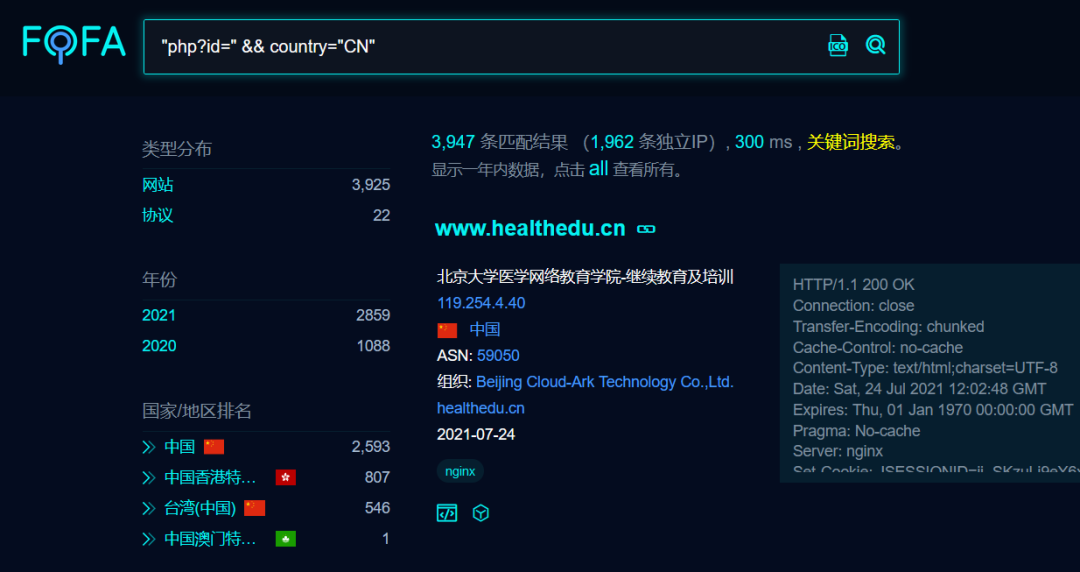 FOFA
"php?id=" && country="CN"
ICO
类型分布
网站 3,925
协议 22
年份
2021 2859
2020 1088
国家/地区排名
中国 2,593
中国香港特... 807
台湾(中国) 546
中国澳门特... 1
3,947 条匹配结果 （1,962 条独立IP）, 300 ms , 关键词搜索。
显示一年内数据，点击 all 查看所有。
www.healthedu.cn
北京大学医学网络教育学院-继续教育及培训
119.254.4.40
中国
ASN: 59050
组织: Beijing Cloud-Ark Technology Co.,Ltd.
healthedu.cn
2021-07-24
nginx
HTTP/1.1 200 OK
Connection: close
Transfer-Encoding: chunked
Cache-Control: no-cache
Content-Type: text/html;charset=UTF-8
Date: Sat, 24 Jul 2021 12:02:48 GMT
Expires: Thu, 01 Jan 1970 00:00:00 GMT
Pragma: No-cache
Server: nginx
Set-Cookie: